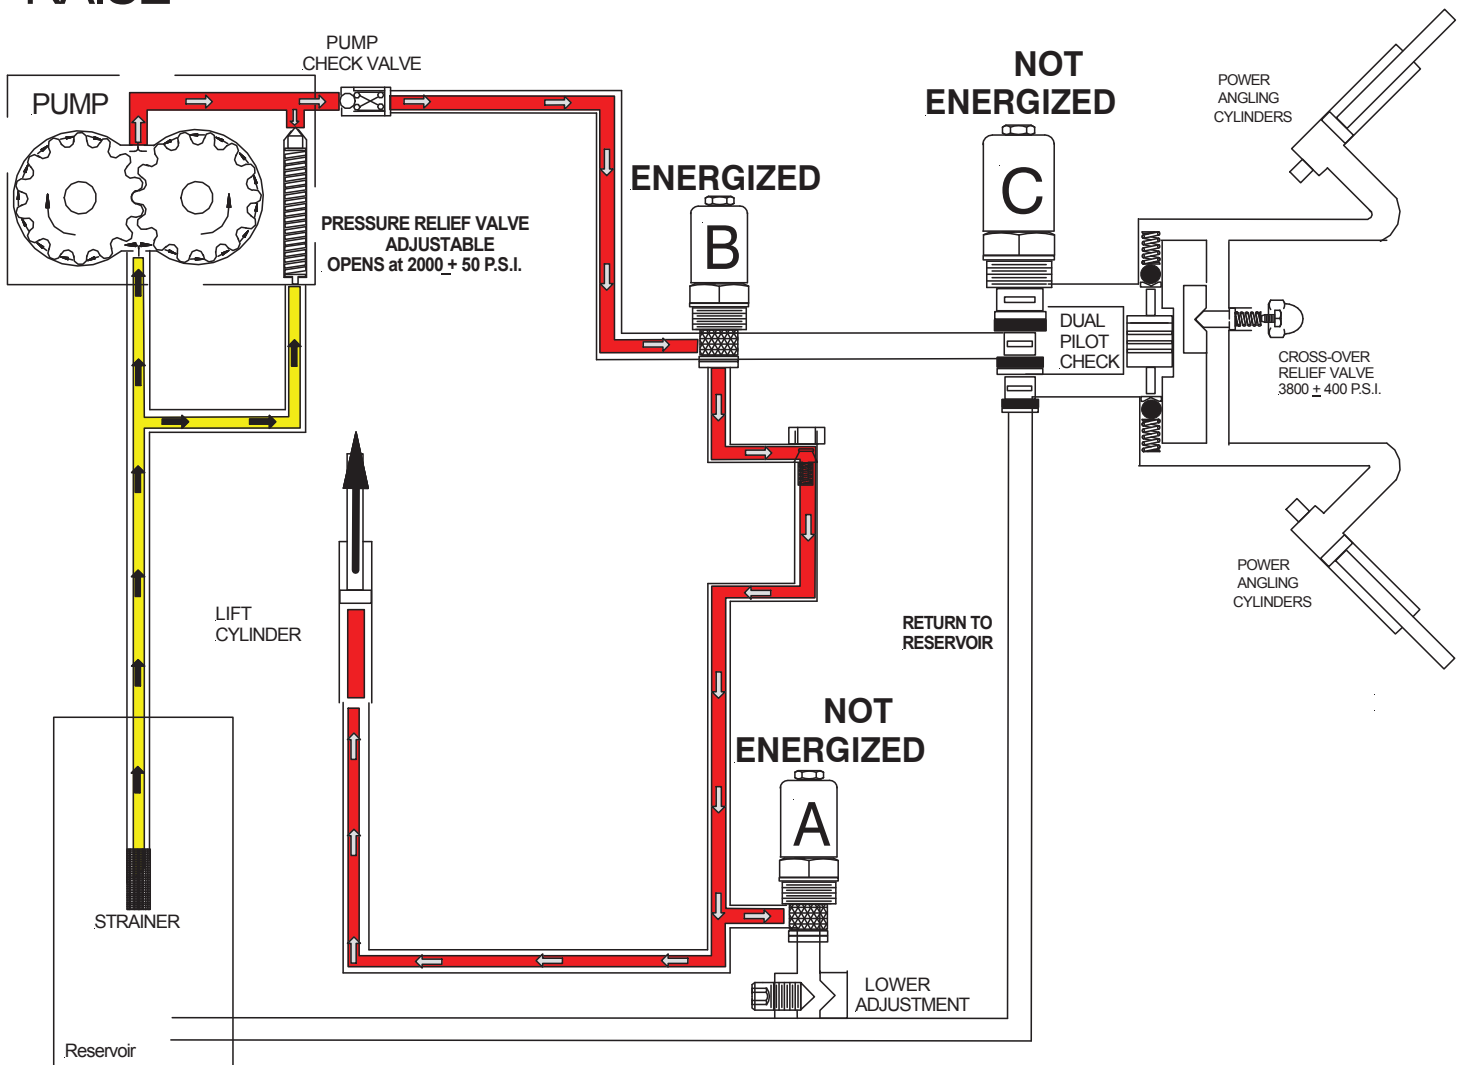 RAISE
PUMP
CHECK VALVE
PUMP
NOT
ENERGIZED
POWER
ANGLING
CYLINDERS
ENERGIZED
C
B
PRESSURE RELIEF VALVE
ADJUSTABLE
OPENS at 2000 + 50 P.S.I.
DUAL
PILOT
CHECK
CROSS-OVER
RELIEF VALVE
3800 + 400 P.S.I.
LIFT
CYLINDER
POWER
ANGLING
CYLINDERS
RETURN TO
RESERVOIR
NOT
ENERGIZED
A
STRAINER
LOWER
ADJUSTMENT
Reservoir